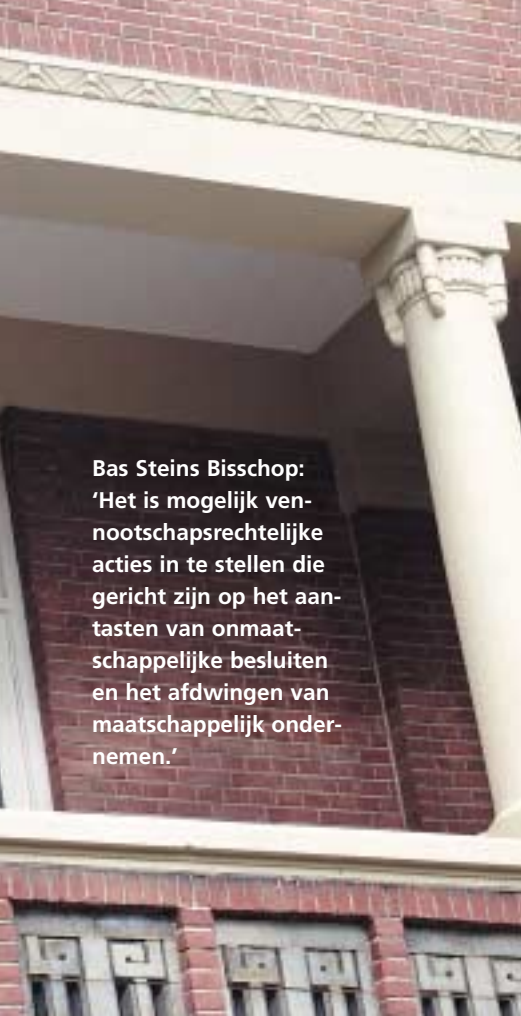 Bas Steins Bisschop:
‘Het is mogelijk ven-
nootschapsrechtelijke
acties in te stellen die
gericht zijn op het aan-
tasten van onmaat-
schappelijke besluiten
en het afdwingen van
maatschappelijk onder-
nemen.’